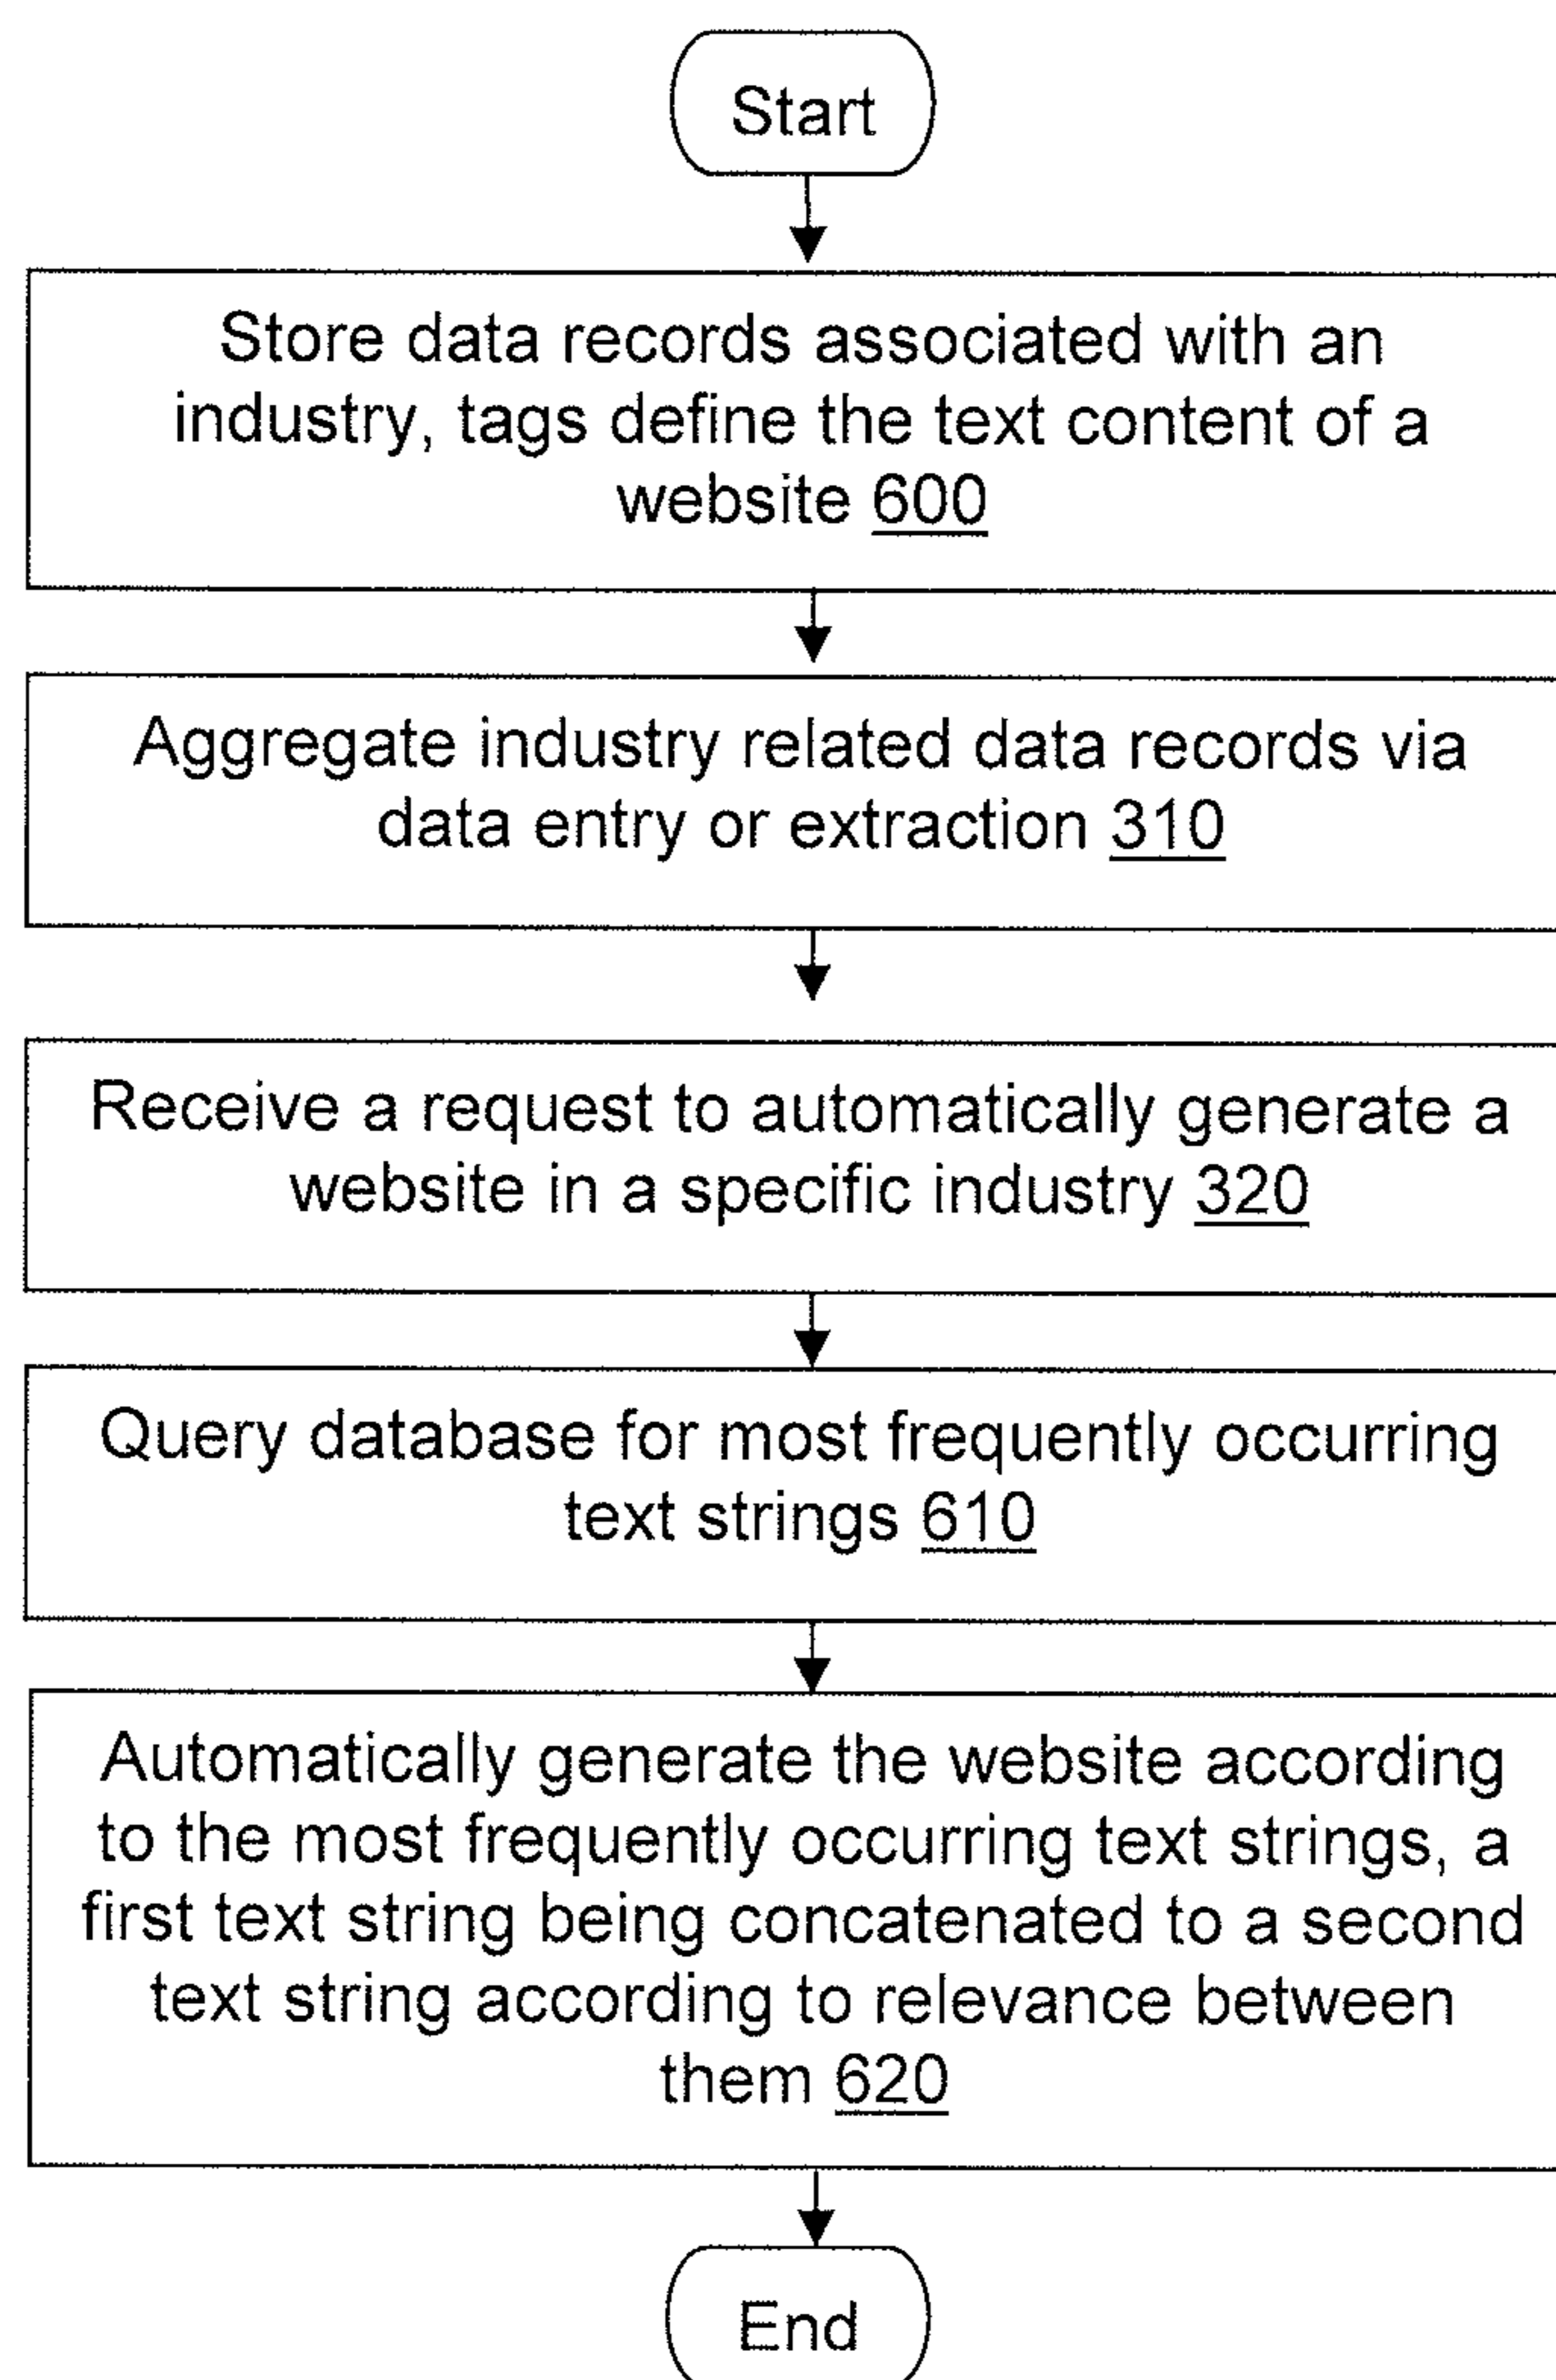 Start
Store data records associated with an
industry, tags define the text content of a
website 600
Aggregate industry related data records via
data entry or extraction 310
Receive a request to automatically generate a
website in a specific industry 320
Query database for most frequently occurring
text strings 610
Automatically generate the website according
to the most frequently occurring text strings, a
first text string being concatenated to a second
text string according to relevance between
them 620
End